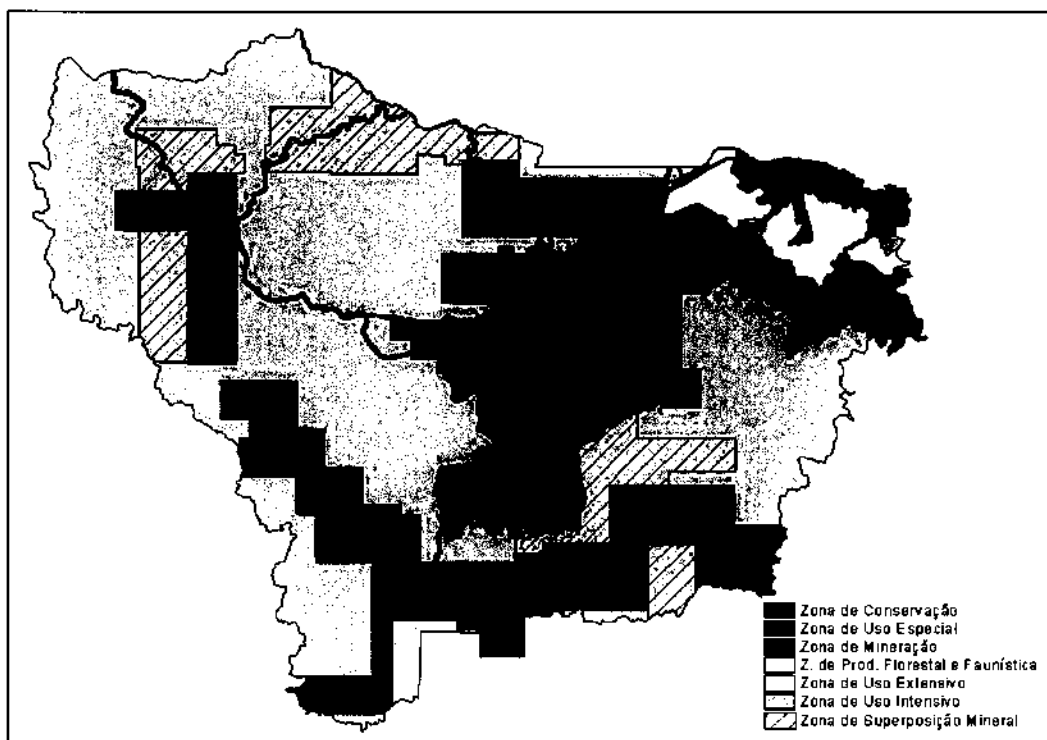 Zona de Conservação
Zona de Uso Especial
Zona de Mineração
Z. de Prod. Florestal e Faunística
Zona de Uso Extensivo
Zona de Uso Intensivo
Zona de Superposição Mineral